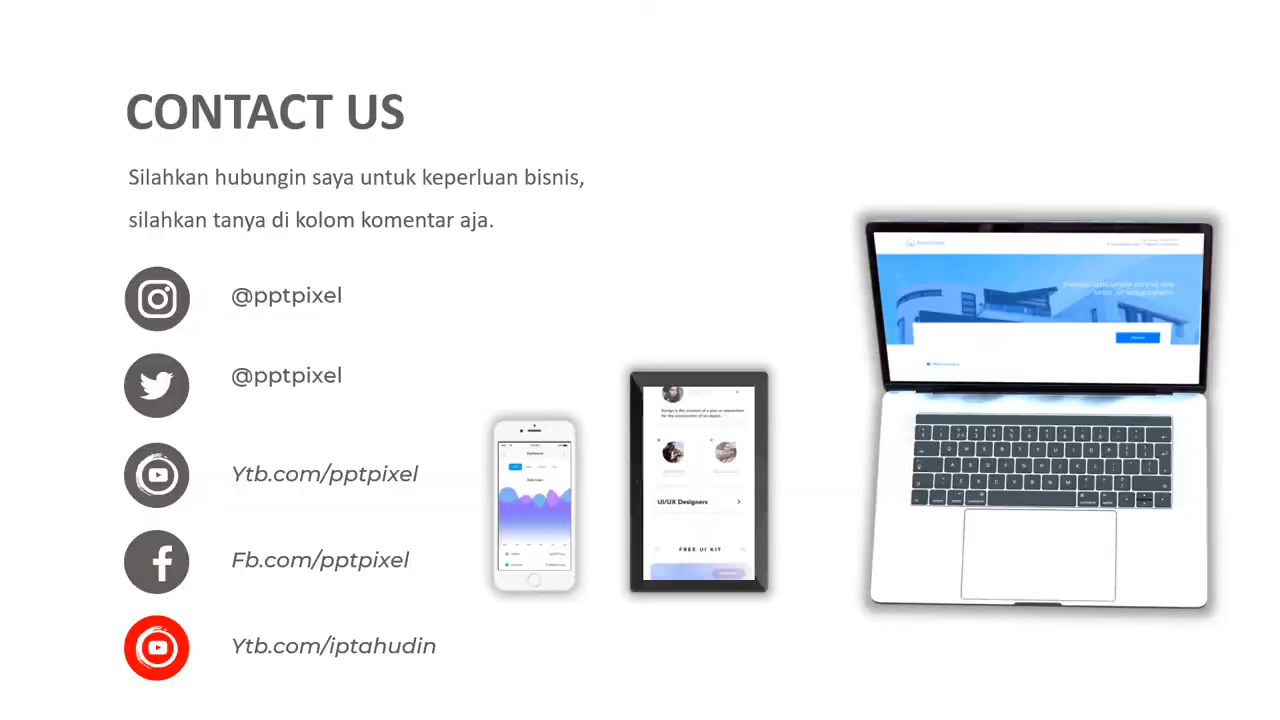 CONTACT US
Silahkan hubungin saya untuk keperluan bisnis,
silahkan tanya di kolom komentar aja.
@pptpixel
@pptpixel
Ytb.com/pptpixel
Fb.com/pptpixel
Ytb.com/iptahudin
Dashboard
UI/UX Designers
FREE UI KIT